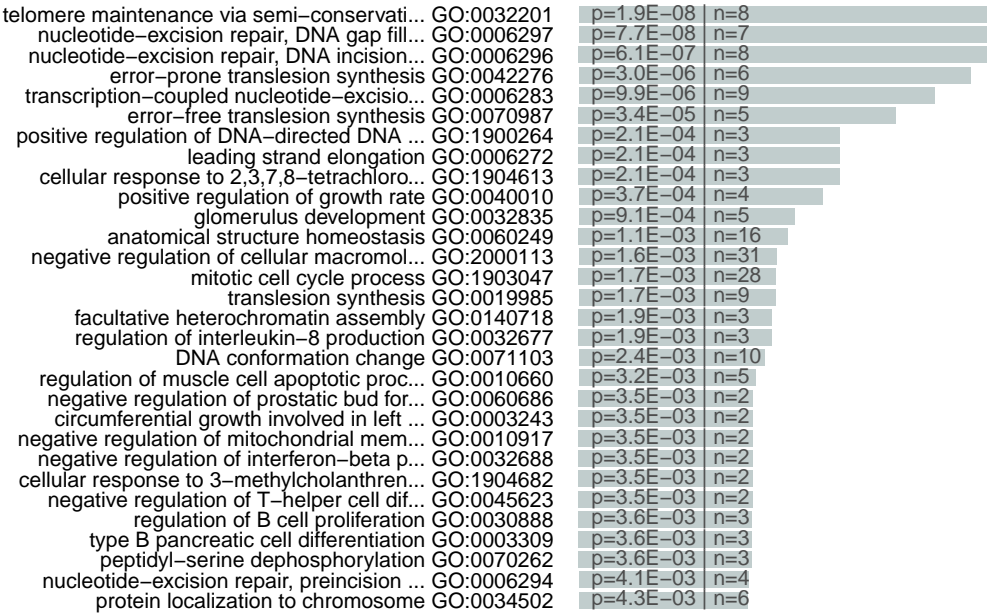 telomere maintenance via semi−conservati... GO:0032201 p=1.9E−08 | n=8
nucleotide−excision repair, DNA gap fill... GO:0006297 p=7.7E−08 | n=7
nucleotide−excision repair, DNA incision... GO:0006296 p=6.1E−07 | n=8
error−prone translesion synthesis GO:0042276 p=3.0E−06 | n=6
transcription−coupled nucleotide−excisio... GO:0006283 p=9.9E−06 | n=9
error−free translesion synthesis GO:0070987 p=3.4E−05 | n=5
positive regulation of DNA−directed DNA ... GO:1900264 p=2.1E−04 | n=3
leading strand elongation GO:0006272 p=2.1E−04 | n=3
cellular response to 2,3,7,8−tetrachloro... GO:1904613 p=2.1E−04 | n=3
positive regulation of growth rate GO:0040010 p=3.7E−04 | n=4
glomerulus development GO:0032835 p=9.1E−04 | n=5
anatomical structure homeostasis GO:0060249 p=1.1E−03 | n=16
negative regulation of cellular macromol... GO:2000113 p=1.6E−03 | n=31
mitotic cell cycle process GO:1903047 p=1.7E−03 | n=28
translesion synthesis GO:0019985 p=1.7E−03 | n=9
facultative heterochromatin assembly GO:0140718 p=1.9E−03 | n=3
regulation of interleukin−8 production GO:0032677 p=1.9E−03 | n=3
DNA conformation change GO:0071103 p=2.4E−03 | n=10
regulation of muscle cell apoptotic proc... GO:0010660 p=3.2E−03 | n=5
negative regulation of prostatic bud for... GO:0060686 p=3.5E−03 | n=2
circumferential growth involved in left ... GO:0003243 p=3.5E−03 | n=2
negative regulation of mitochondrial mem... GO:0010917 p=3.5E−03 | n=2
negative regulation of interferon−beta p... GO:0032688 p=3.5E−03 | n=2
cellular response to 3−methylcholanthren... GO:1904682 p=3.5E−03 | n=2
negative regulation of T−helper cell dif... GO:0045623 p=3.5E−03 | n=2
regulation of B cell proliferation GO:0030888 p=3.6E−03 | n=3
type B pancreatic cell differentiation GO:0003309 p=3.6E−03 | n=3
peptidyl−serine dephosphorylation GO:0070262 p=3.6E−03 | n=3
nucleotide−excision repair, preincision ... GO:0006294 p=4.1E−03 | n=4
protein localization to chromosome GO:0034502 p=4.3E−03 | n=6